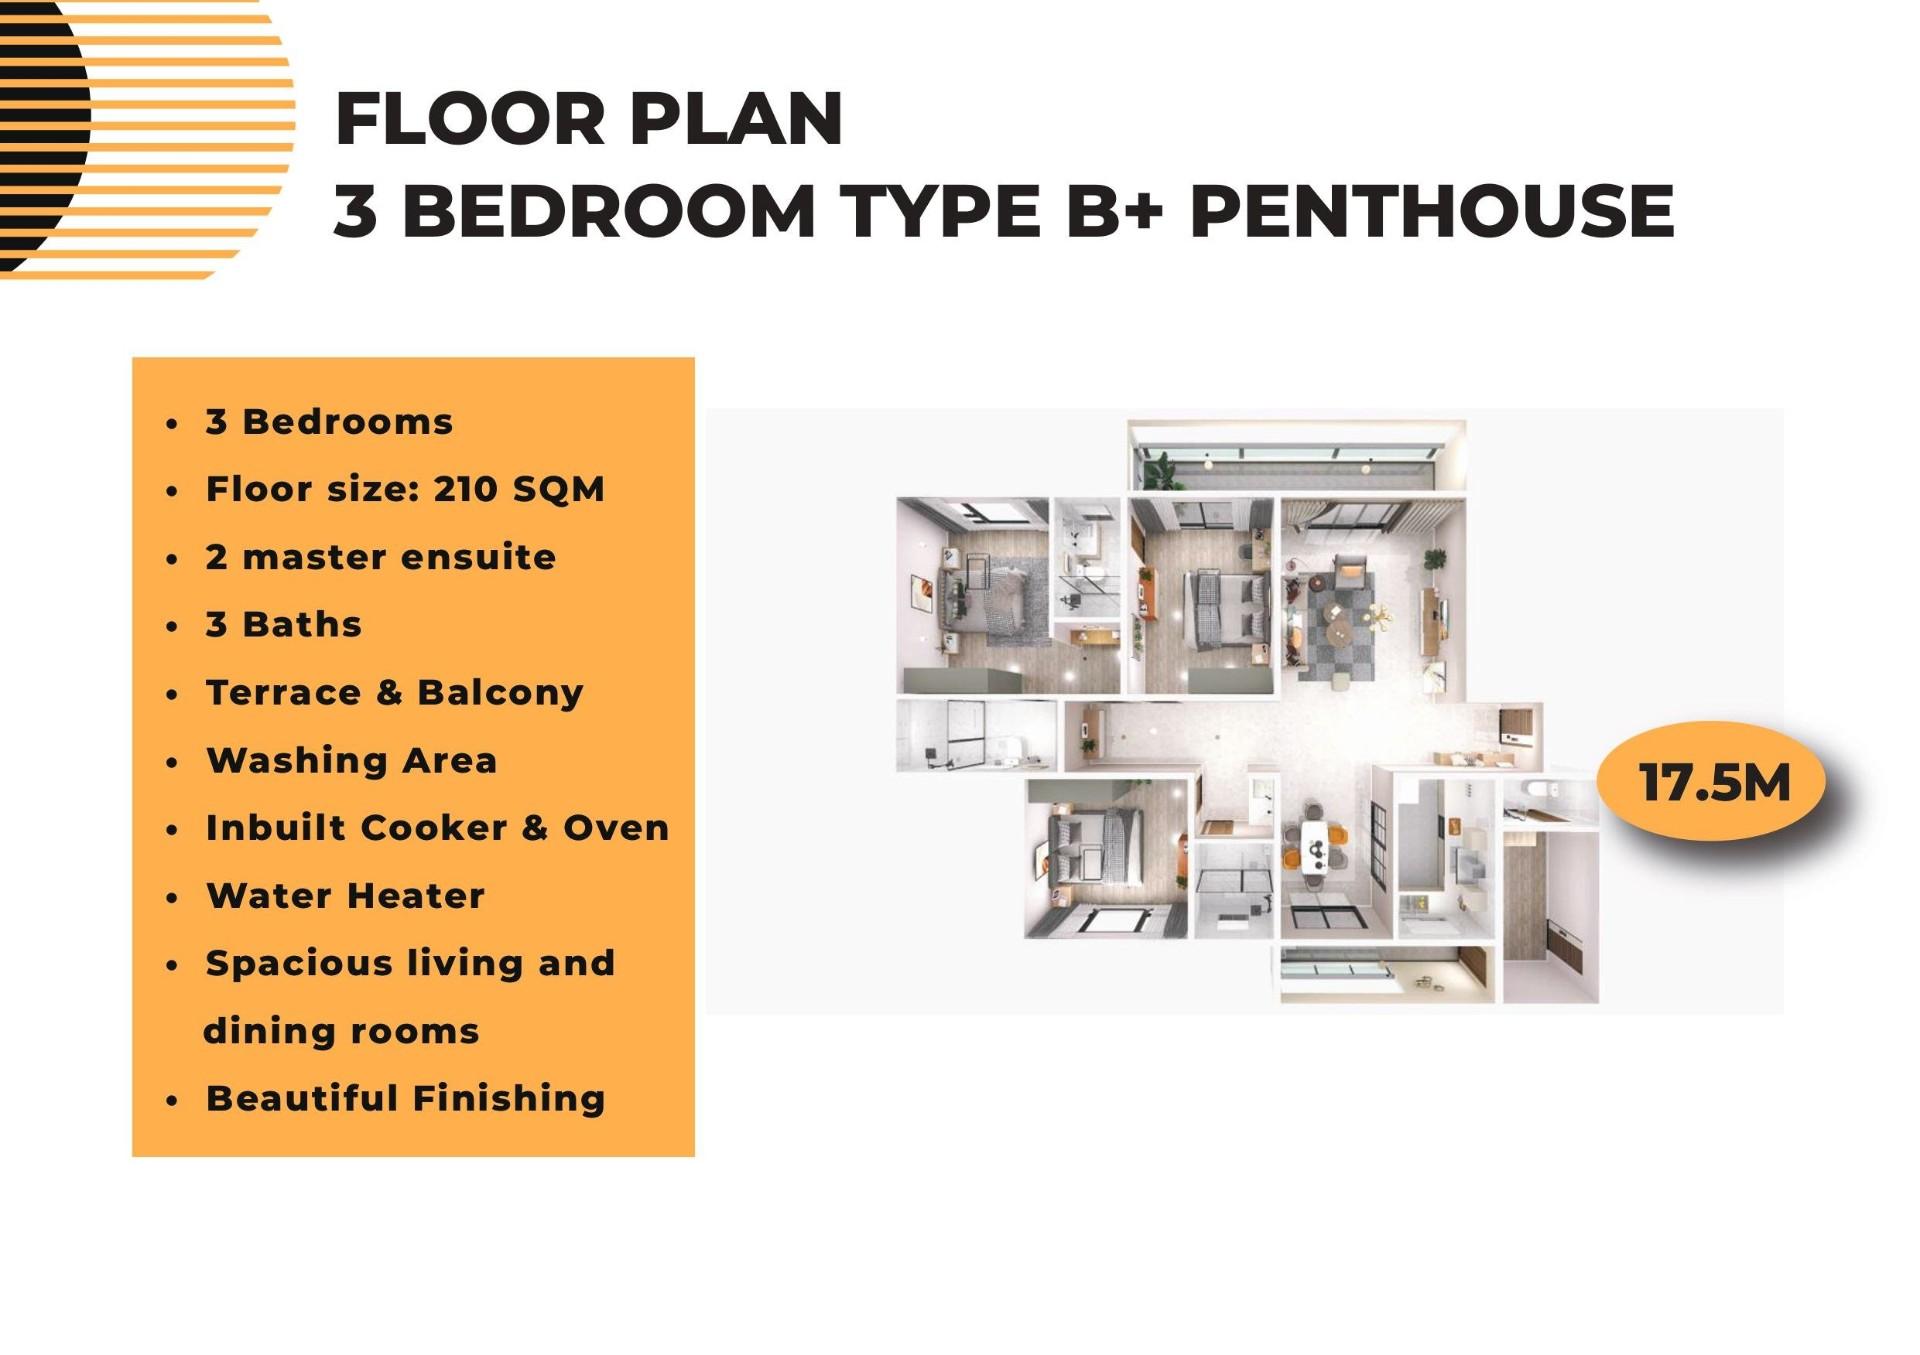 FLOOR PLAN
3 BEDROOM TYPE B+ PENTHOUSE
• 3 Bedrooms
• Floor size: 210 SQM
• 2 master ensuite
• 3 Baths
• Terrace & Balcony
• Washing Area
• Inbuilt Cooker & Oven
• Water Heater
• Spacious living and
dining rooms
• Beautiful Finishing
17.5M